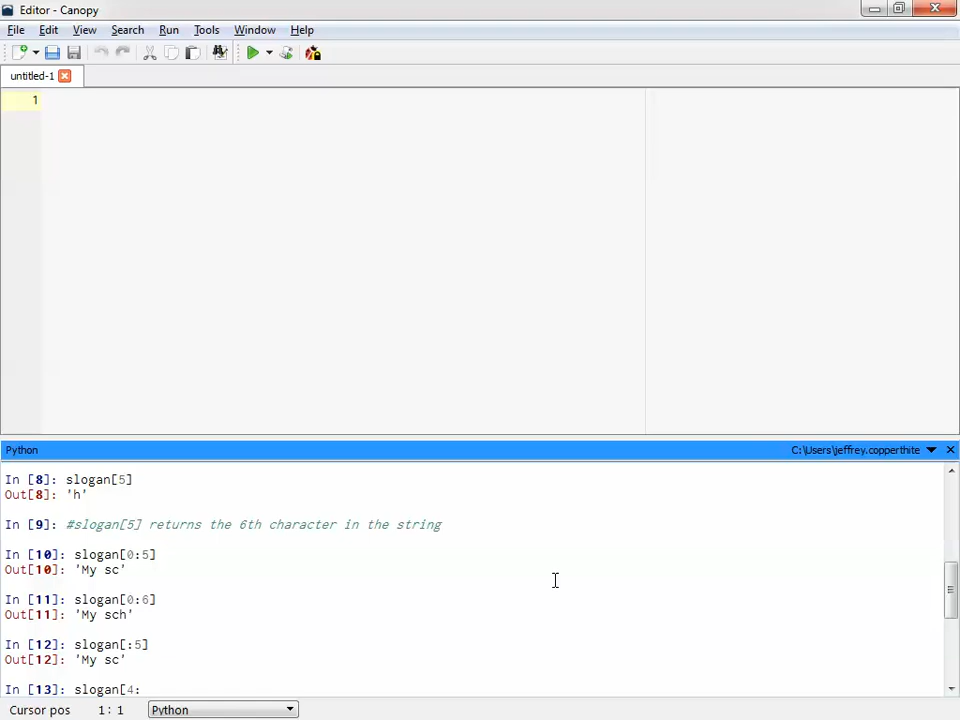 Editor - Canopy
File Edit View Search Run Tools Window Help
untitled-1
1
Python C:\Users\jeffrey.copperthite
In [8]: slogan[5]
Out[8]: 'h'
In [9]: #slogan[5] returns the 6th character in the string
In [10]: slogan[0:5]
Out[10]: 'My sc'
In [11]: slogan[0:6]
Out[11]: 'My sch'
In [12]: slogan[:5]
Out[12]: 'My sc'
In [13]: slogan[4:
Cursor pos 1: 1 Python